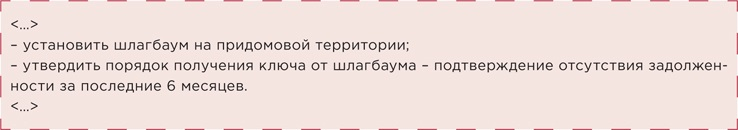 <...>
– установить шлагбаум на придомовой территории;
– утвердить порядок получения ключа от шлагбаума – подтверждение отсутствия задолжен-
ности за последние 6 месяцев.
<...>